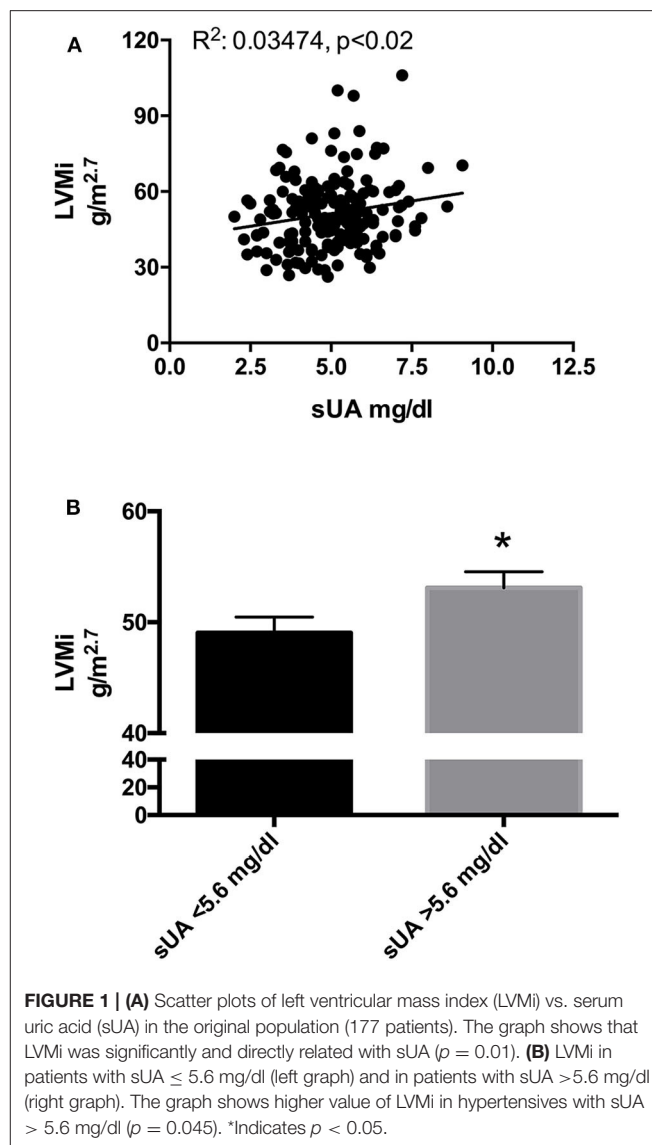 A
R²: 0.03474, p<0.02
LVMi
g/m²·⁷
120
90
60
30
0
0.0 2.5 5.0 7.5 10.0 12.5
sUA mg/dl
B
LVMi
g/m²·⁷
60
50
40
40
20
0
*
sUA <5.6 mg/dl
sUA >5.6 mg/dl
FIGURE 1 | (A) Scatter plots of left ventricular mass index (LVMi) vs. serum
uric acid (sUA) in the original population (177 patients). The graph shows that
LVMi was significantly and directly related with sUA (p = 0.01). (B) LVMi in
patients with sUA ≤ 5.6 mg/dl (left graph) and in patients with sUA >5.6 mg/dl
(right graph). The graph shows higher value of LVMi in hypertensives with sUA
> 5.6 mg/dl (p = 0.045). *Indicates p < 0.05.